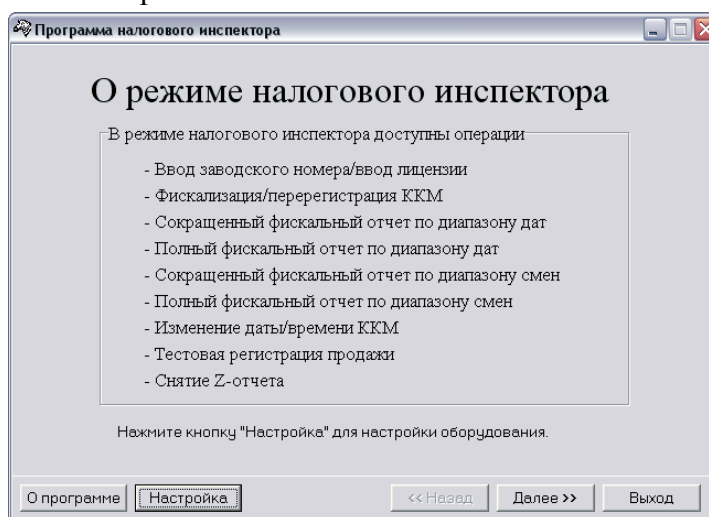 Программа налогового инспектора
О режиме налогового инспектора
В режиме налогового инспектора доступны операции
- Ввод заводского номера/ввод лицензии
- Фискализация/перерегистрация ККМ
- Сокращенный фискальный отчет по диапазону дат
- Полный фискальный отчет по диапазону дат
- Сокращенный фискальный отчет по диапазону смен
- Полный фискальный отчет по диапазону смен
- Изменение даты/времени ККМ
- Тестовая регистрация продажи
- Снятие Z-отчета
Нажмите кнопку "Настройка" для настройки оборудования.
О программе Настройка << Назад Далее >> Выход